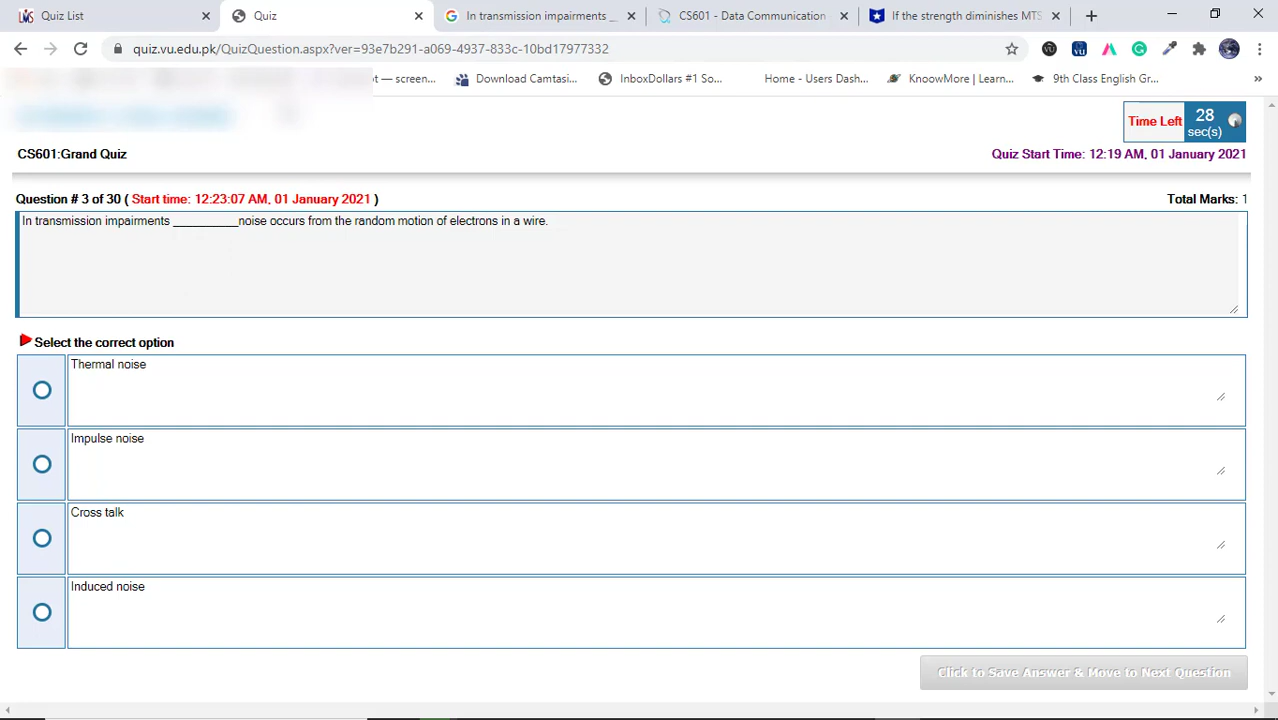 Quiz List
Quiz
In transmission impairments _
CS601 - Data Communication
If the strength diminishes MTS
quiz.vu.edu.pk/QuizQuestion.aspx?ver=93e7b291-a069-4937-833c-10bd17977332
t — screen...
Download Camtasi...
InboxDollars #1 So...
Home - Users Dash...
KnoowMore | Learn...
9th Class English Gr...
»
Time Left
28
sec(s)
CS601:Grand Quiz
Quiz Start Time: 12:19 AM, 01 January 2021
Question # 3 of 30 ( Start time: 12:23:07 AM, 01 January 2021 )
Total Marks: 1
In transmission impairments __________noise occurs from the random motion of electrons in a wire.
Select the correct option
Thermal noise
Impulse noise
Cross talk
Induced noise
Click to Save Answer & Move to Next Question